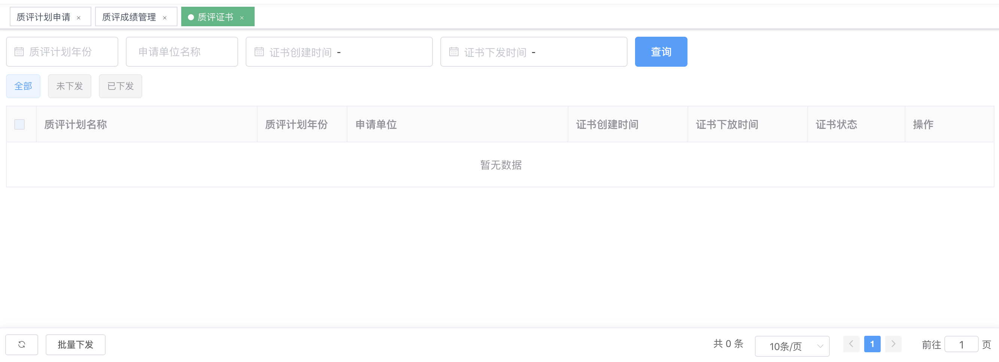 质评计划申请 × 质评成绩管理 × 质评证书 ×
质评计划年份 申请单位名称 证书创建时间 - 证书下发时间 - 查询
全部 未下发 已下发
质评计划名称 质评计划年份 申请单位 证书创建时间 证书下放时间 证书状态 操作
暂无数据
批量下发 共 0 条 10条/页 1 前往 1 页